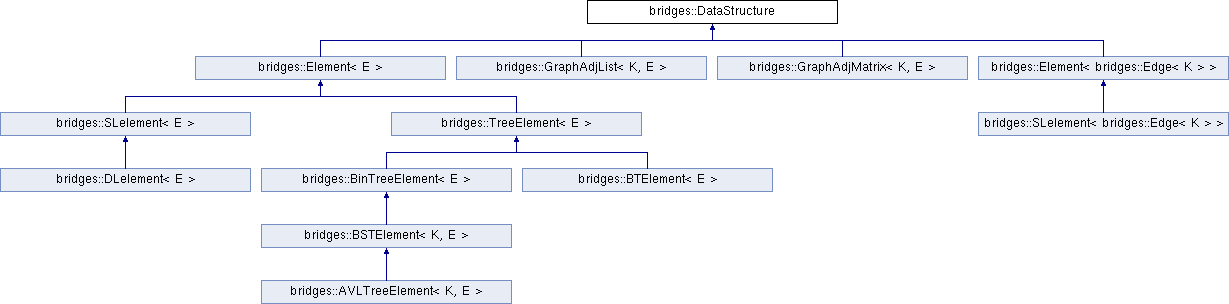 bridges::DataStructure
bridges::Element< E >
bridges::GraphAdjList< K, E >
bridges::GraphAdjMatrix< K, E >
bridges::Element< bridges::Edge< K > >
bridges::SLelement< E >
bridges::TreeElement< E >
bridges::SLelement< bridges::Edge< K > >
bridges::DLelement< E >
bridges::BinTreeElement< E >
bridges::BTElement< E >
bridges::BSTElement< K, E >
bridges::AVLTreeElement< K, E >